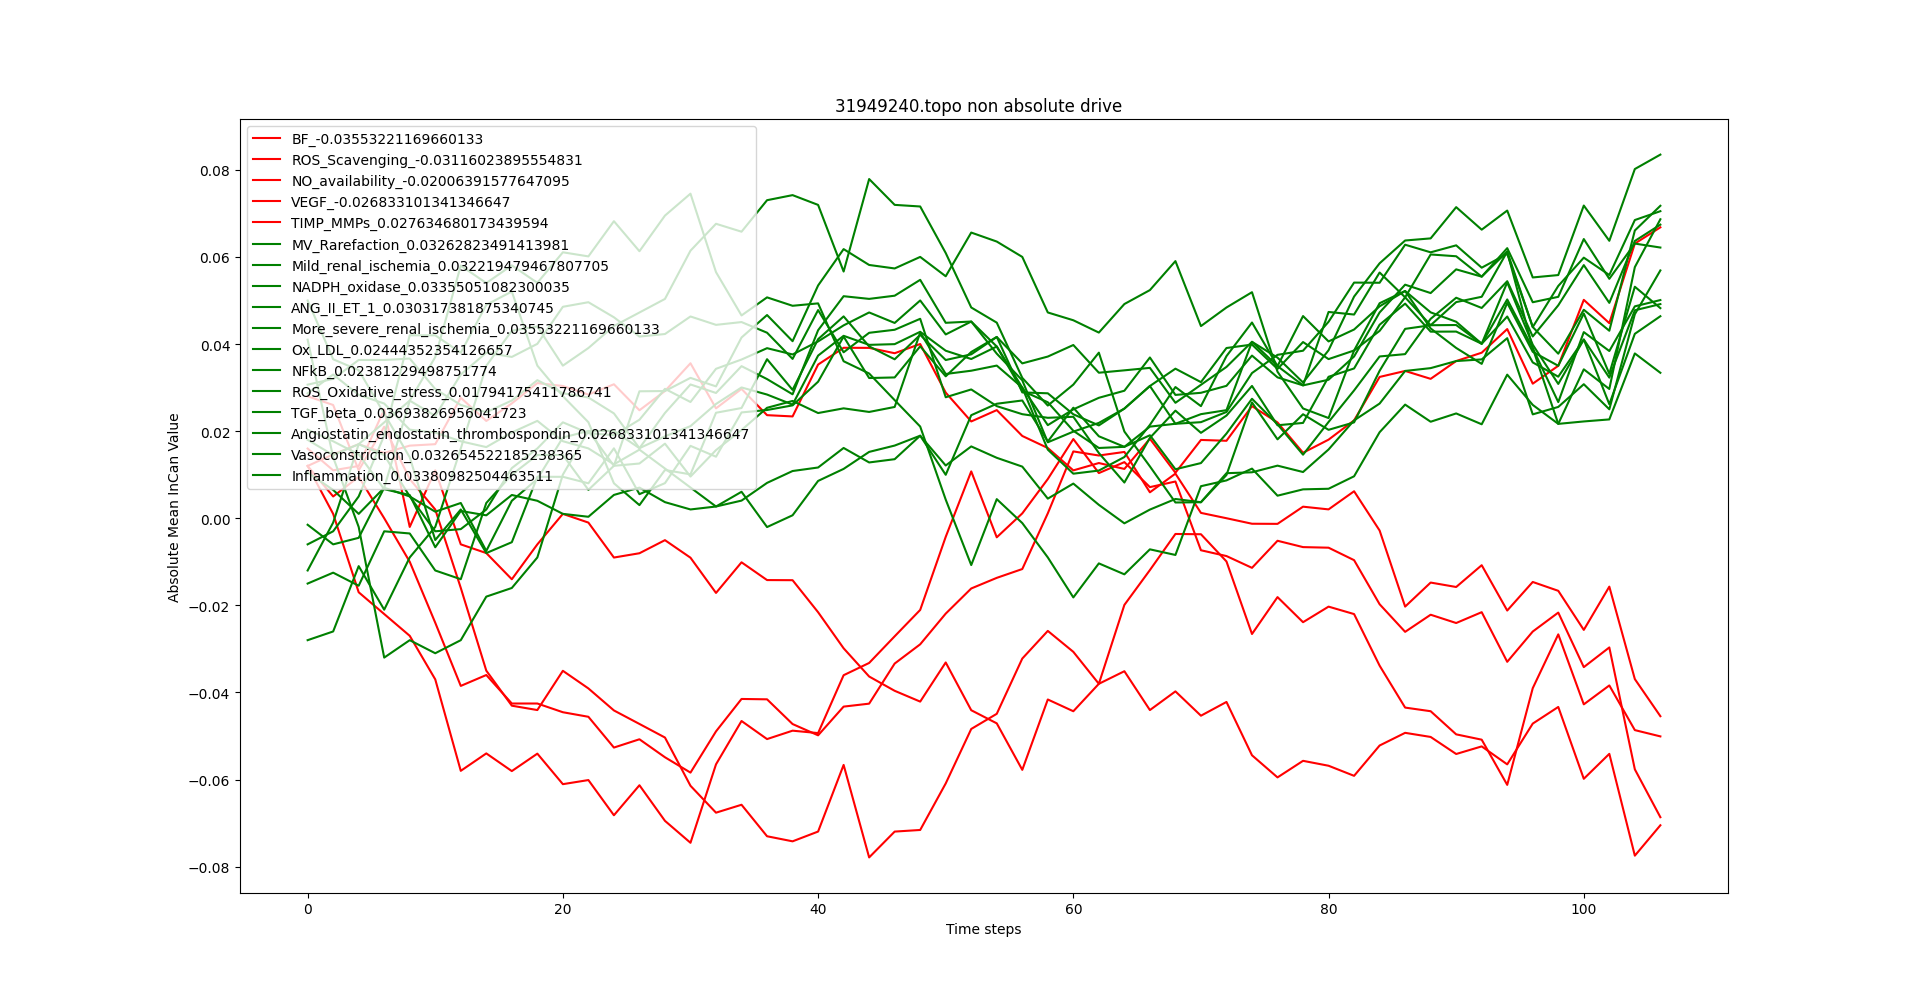 31949240.topo non absolute drive
BF_-0.03553221169660133
ROS_Scavenging_-0.03116023895554831
NO_availability_-0.02006391577647095
VEGF_-0.026833101341346647
TIMP_MMPs_0.027634680173439594
MV_Rarefaction_0.03262823491413981
Mild_renal_ischemia_0.032219479467807705
NADPH_oxidase_0.03355051082300035
ANG_II_ET_1_0.030317381875340745
More_severe_renal_ischemia_0.03553221169660133
Ox_LDL_0.02444352354126657
NFkB_0.023812294987517​74
ROS_Oxidative_stress_0.01794175411786741
TGF_beta_0.03693826956041723
Angiostatin_endostatin_thrombospondin_0.026833101341346647
Vasoconstriction_0.032654522185238365
Inflammation_0.03380982504463511
0.08
0.06
0.04
0.02
0.00
−0.02
−0.04
−0.06
−0.08
Absolute Mean InCan Value
0 20 40 60 80 100
Time steps